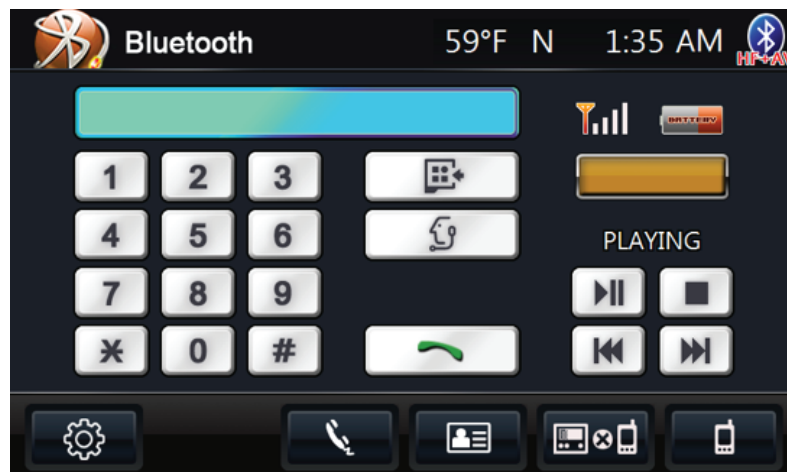 Bluetooth 59°F N 1:35 AM
HF+AV
BATTERY
1 2 3
4 5 6
PLAYING
7 8 9
* 0 #